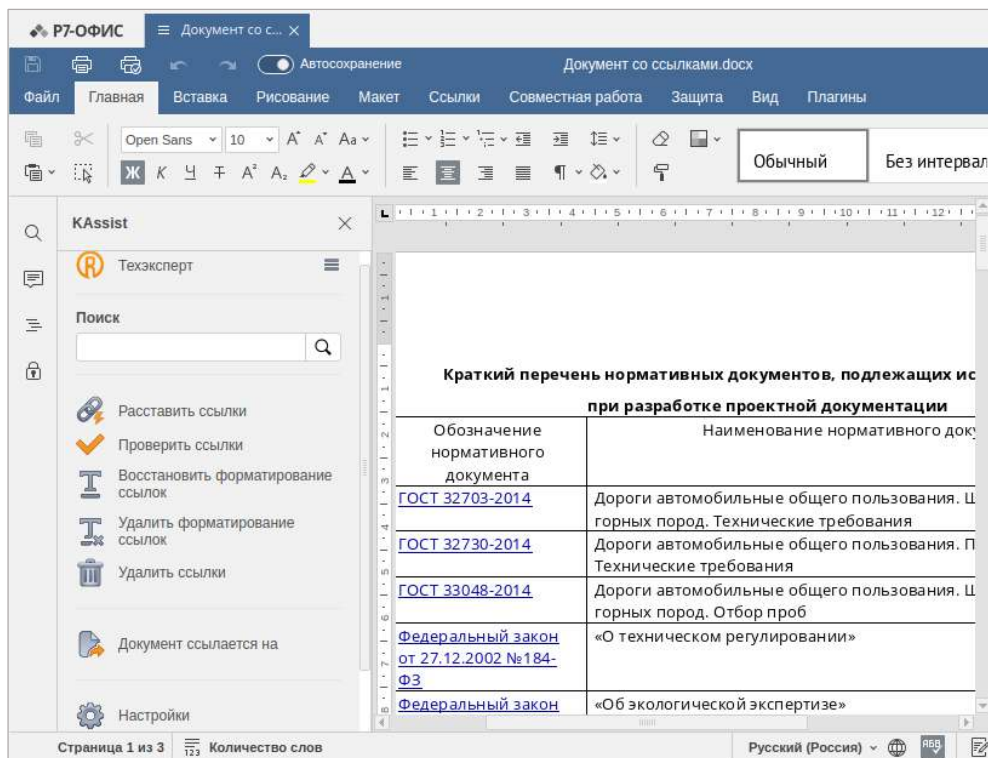 Р7-ОФИС
Документ со с...
Автосохранение
Документ со ссылками.docx
Файл Главная Вставка Рисование Макет Ссылки Совместная работа Защита Вид Плагины
Open Sans 10
Обычный
Без интервал
KAssist
Техэксперт
Поиск
Расставить ссылки
Проверить ссылки
Восстановить форматирование
ссылок
Удалить форматирование
ссылок
Удалить ссылки
Документ ссылается на
Настройки
Краткий перечень нормативных документов, подлежащих ис
при разработке проектной документации
Обозначение
нормативного
документа
Наименование нормативного доку
ГОСТ 32703-2014
Дороги автомобильные общего пользования. Щ
горных пород. Технические требования
ГОСТ 32730-2014
Дороги автомобильные общего пользования. П
Технические требования
ГОСТ 33048-2014
Дороги автомобильные общего пользования. Щ
горных пород. Отбор проб
Федеральный закон
от 27.12.2002 №184-
ФЗ
«О техническом регулировании»
Федеральный закон
«Об экологической экспертизе»
Страница 1 из 3
Количество слов
Русский (Россия)